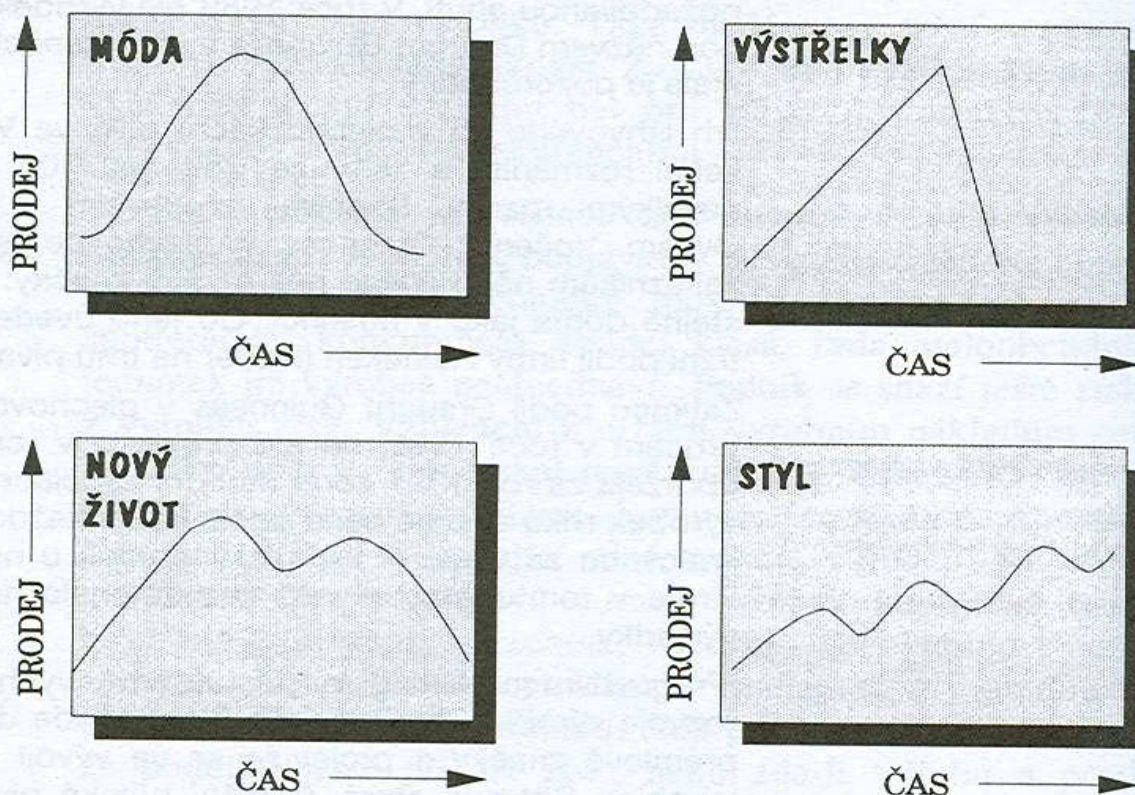 MÓDA
PRODEJ
ČAS
VÝSTŘELKY
PRODEJ
ČAS
NOVÝ
ŽIVOT
PRODEJ
ČAS
STYL
PRODEJ
ČAS